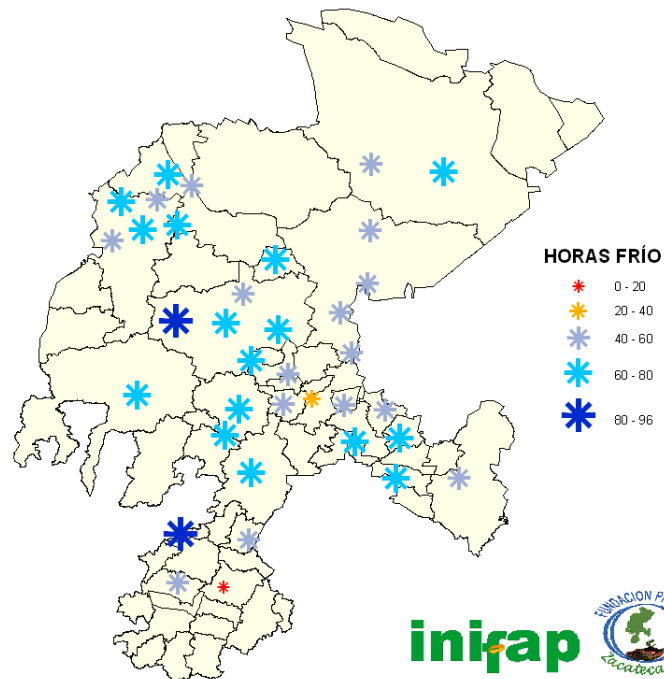 HORAS FRÍO
0 - 20
20 - 40
40 - 60
60 - 80
80 - 96
inifap
FUNDACION
Zacateca